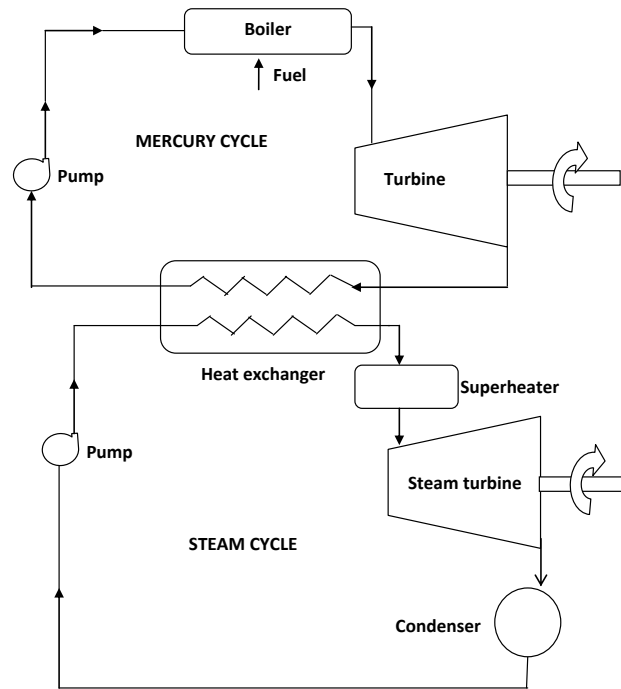 Boiler
Fuel
MERCURY CYCLE
Pump
Turbine
Heat exchanger
Superheater
Pump
Steam turbine
STEAM CYCLE
Condenser